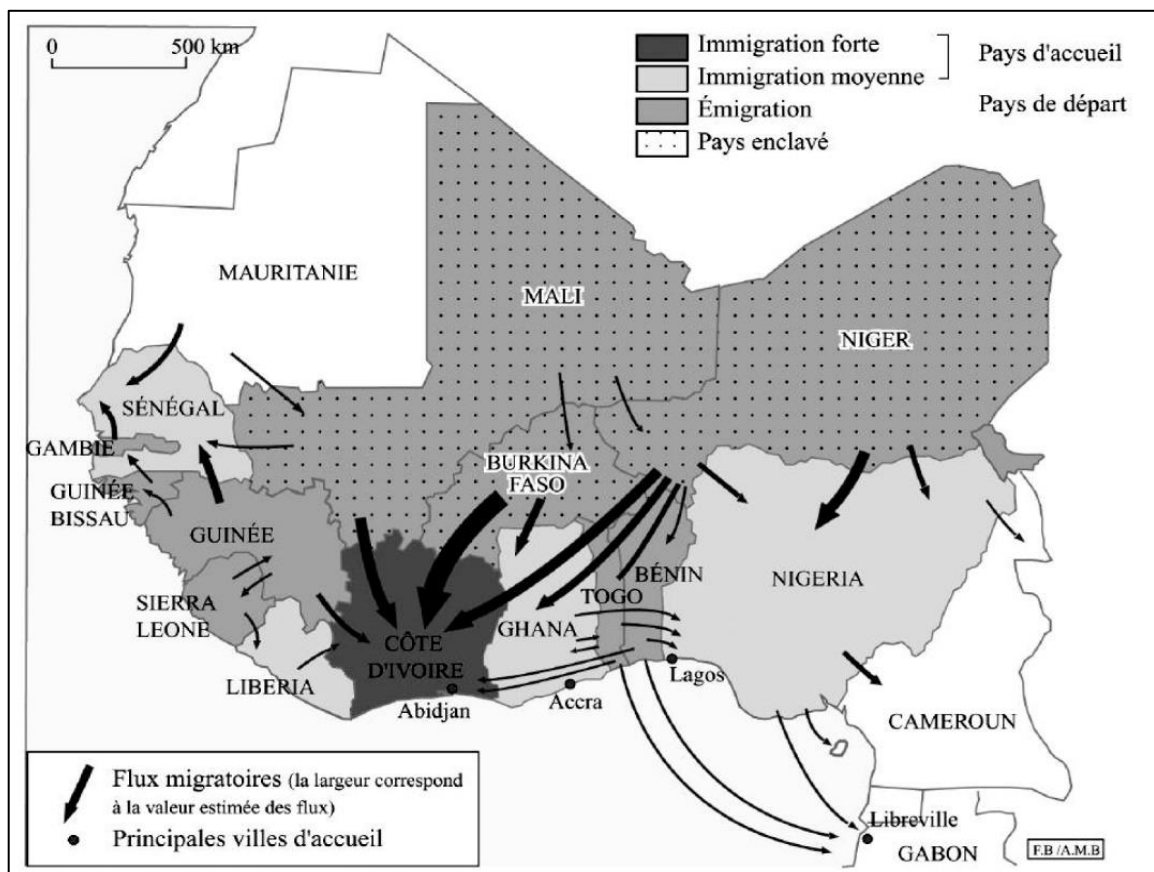 0 500 km
Immigration forte
Immigration moyenne
Pays d'accueil
Émigration
Pays de départ
Pays enclavé
MAURITANIE
MALI
NIGER
SÉNÉGAL
GAMBIE
GUINÉE
BISSAU
GUINÉE
BURKINA
FASO
SIERRA
LEONE
LIBERIA
CÔTE
D'IVOIRE
Abidjan
GHANA
Accra
TOGO
BÉNIN
Lagos
NIGERIA
CAMEROUN
Libreville
GABON
Flux migratoires (la largeur correspond
à la valeur estimée des flux)
Principales villes d'accueil
F.B /A.M.B